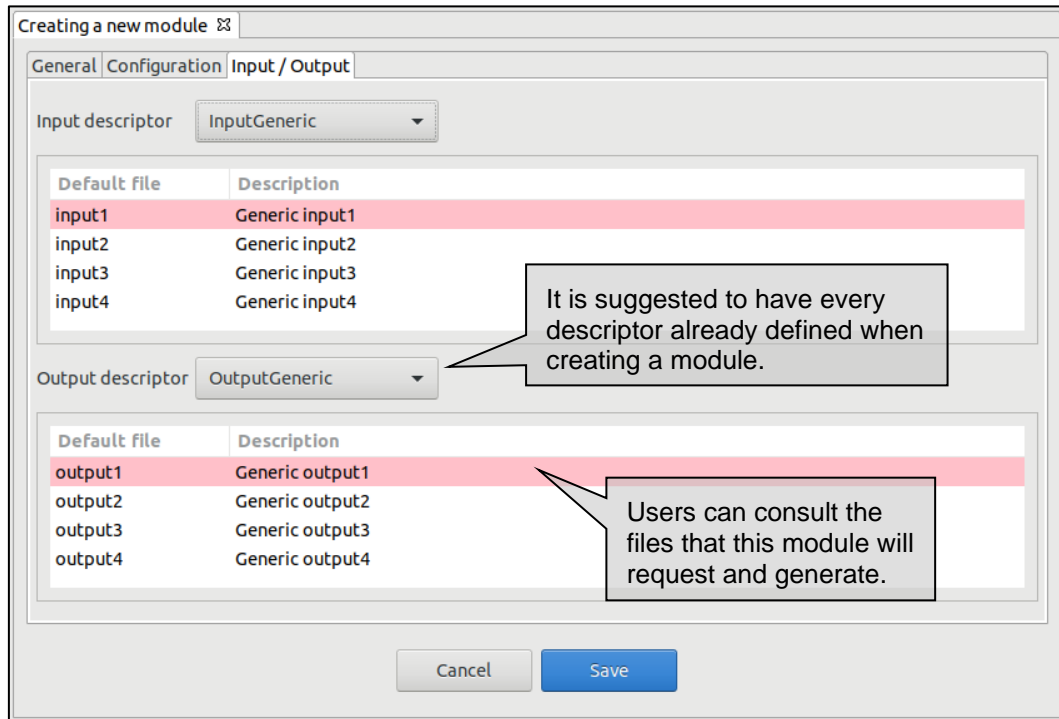 Creating a new module
General Configuration Input / Output
Input descriptor InputGeneric
Default file Description
input1 Generic input1
input2 Generic input2
input3 Generic input3
input4 Generic input4
It is suggested to have every
descriptor already defined when
creating a module.
Output descriptor OutputGeneric
Default file Description
output1 Generic output1
output2 Generic output2
output3 Generic output3
output4 Generic output4
Users can consult the
files that this module will
request and generate.
Cancel Save